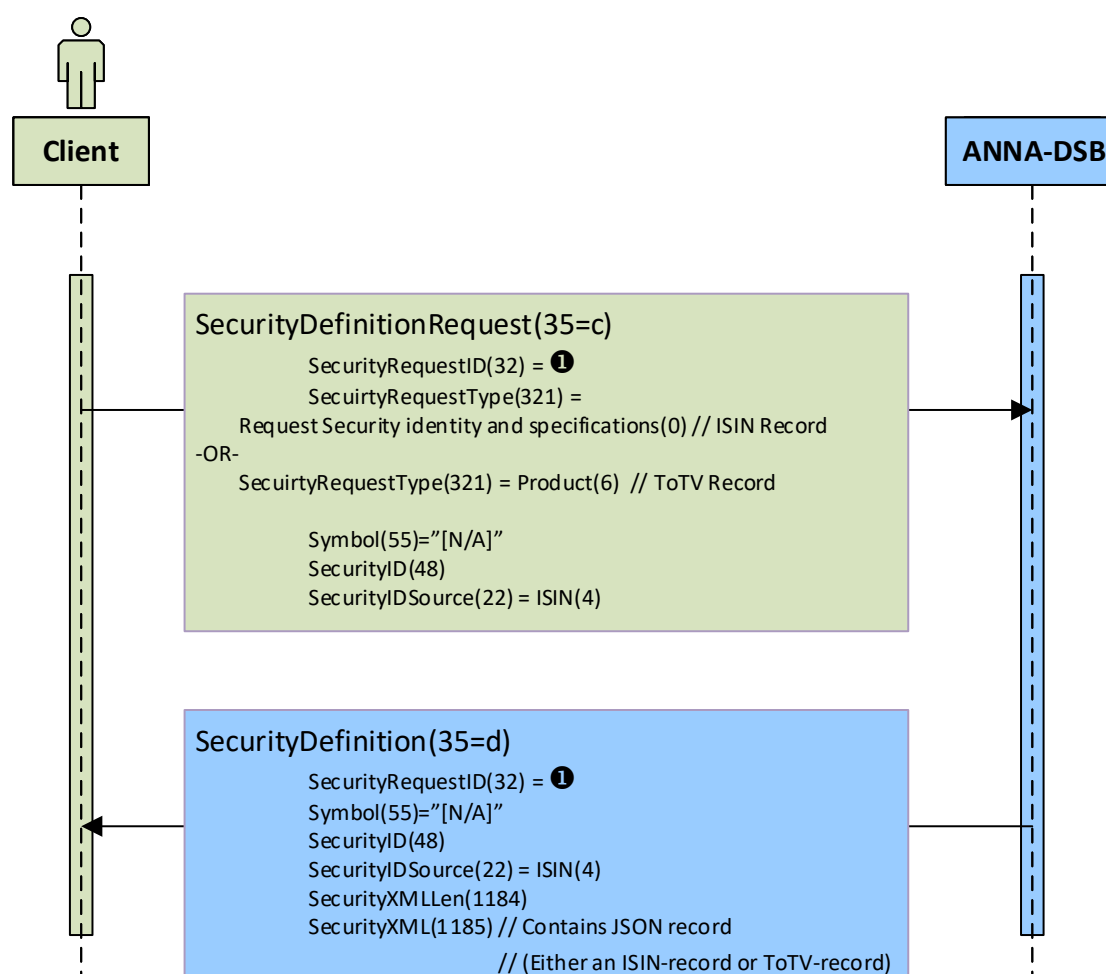 Client
ANNA-DSB
SecurityDefinitionRequest(35=c)
SecurityRequestID(32) = ❶
SecuirtyRequestType(321) =
Request Security identity and specifications(0) // ISIN Record
-OR-
SecuirtyRequestType(321) = Product(6) // ToTV Record
Symbol(55)=”[N/A]”
SecurityID(48)
SecurityIDSource(22) = ISIN(4)
SecurityDefinition(35=d)
SecurityRequestID(32) = ❶
Symbol(55)=”[N/A]”
SecurityID(48)
SecurityIDSource(22) = ISIN(4)
SecurityXMLLen(1184)
SecurityXML(1185) // Contains JSON record
// (Either an ISIN-record or ToTV-record)